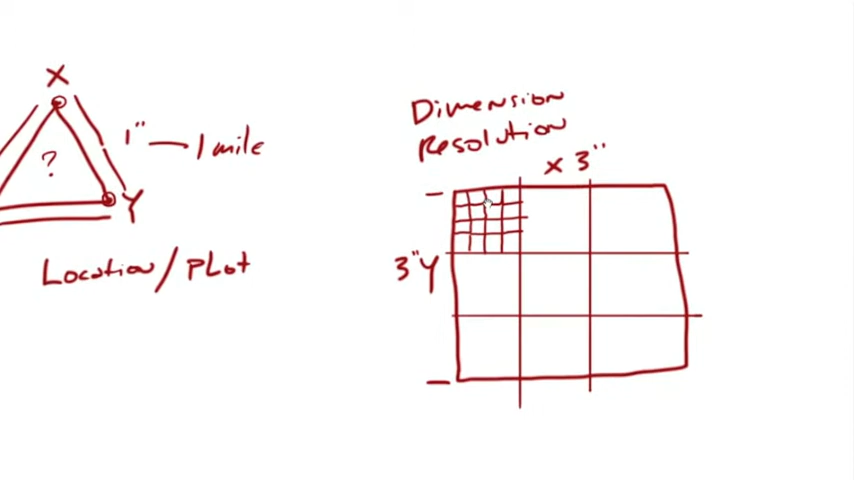 X
?
1" — 1 mile
Y
Location/Plot
Dimension
Resolution
X 3"
3" Y